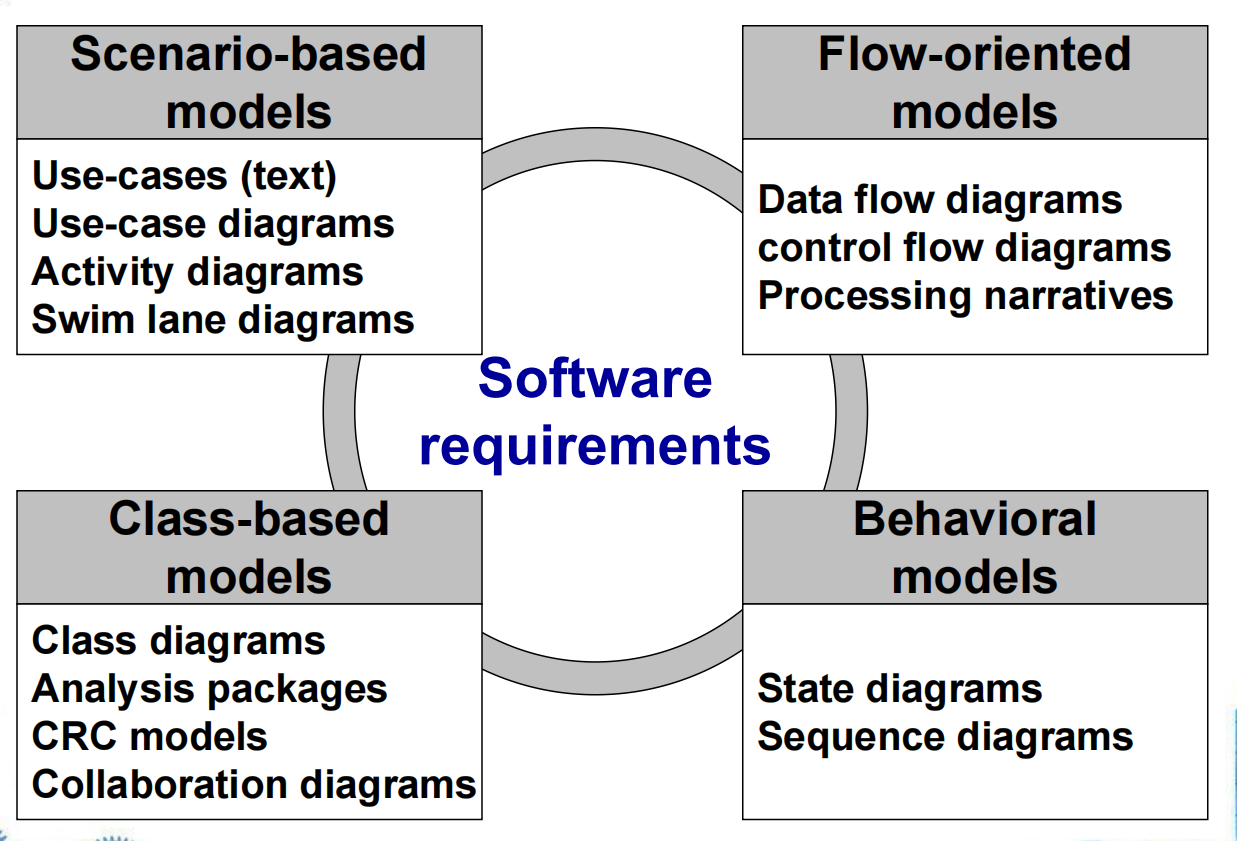 Scenario-based
models
Use-cases (text)
Use-case diagrams
Activity diagrams
Swim lane diagrams
Flow-oriented
models
Data flow diagrams
control flow diagrams
Processing narratives
Software
requirements
Class-based
models
Class diagrams
Analysis packages
CRC models
Collaboration diagrams
Behavioral
models
State diagrams
Sequence diagrams